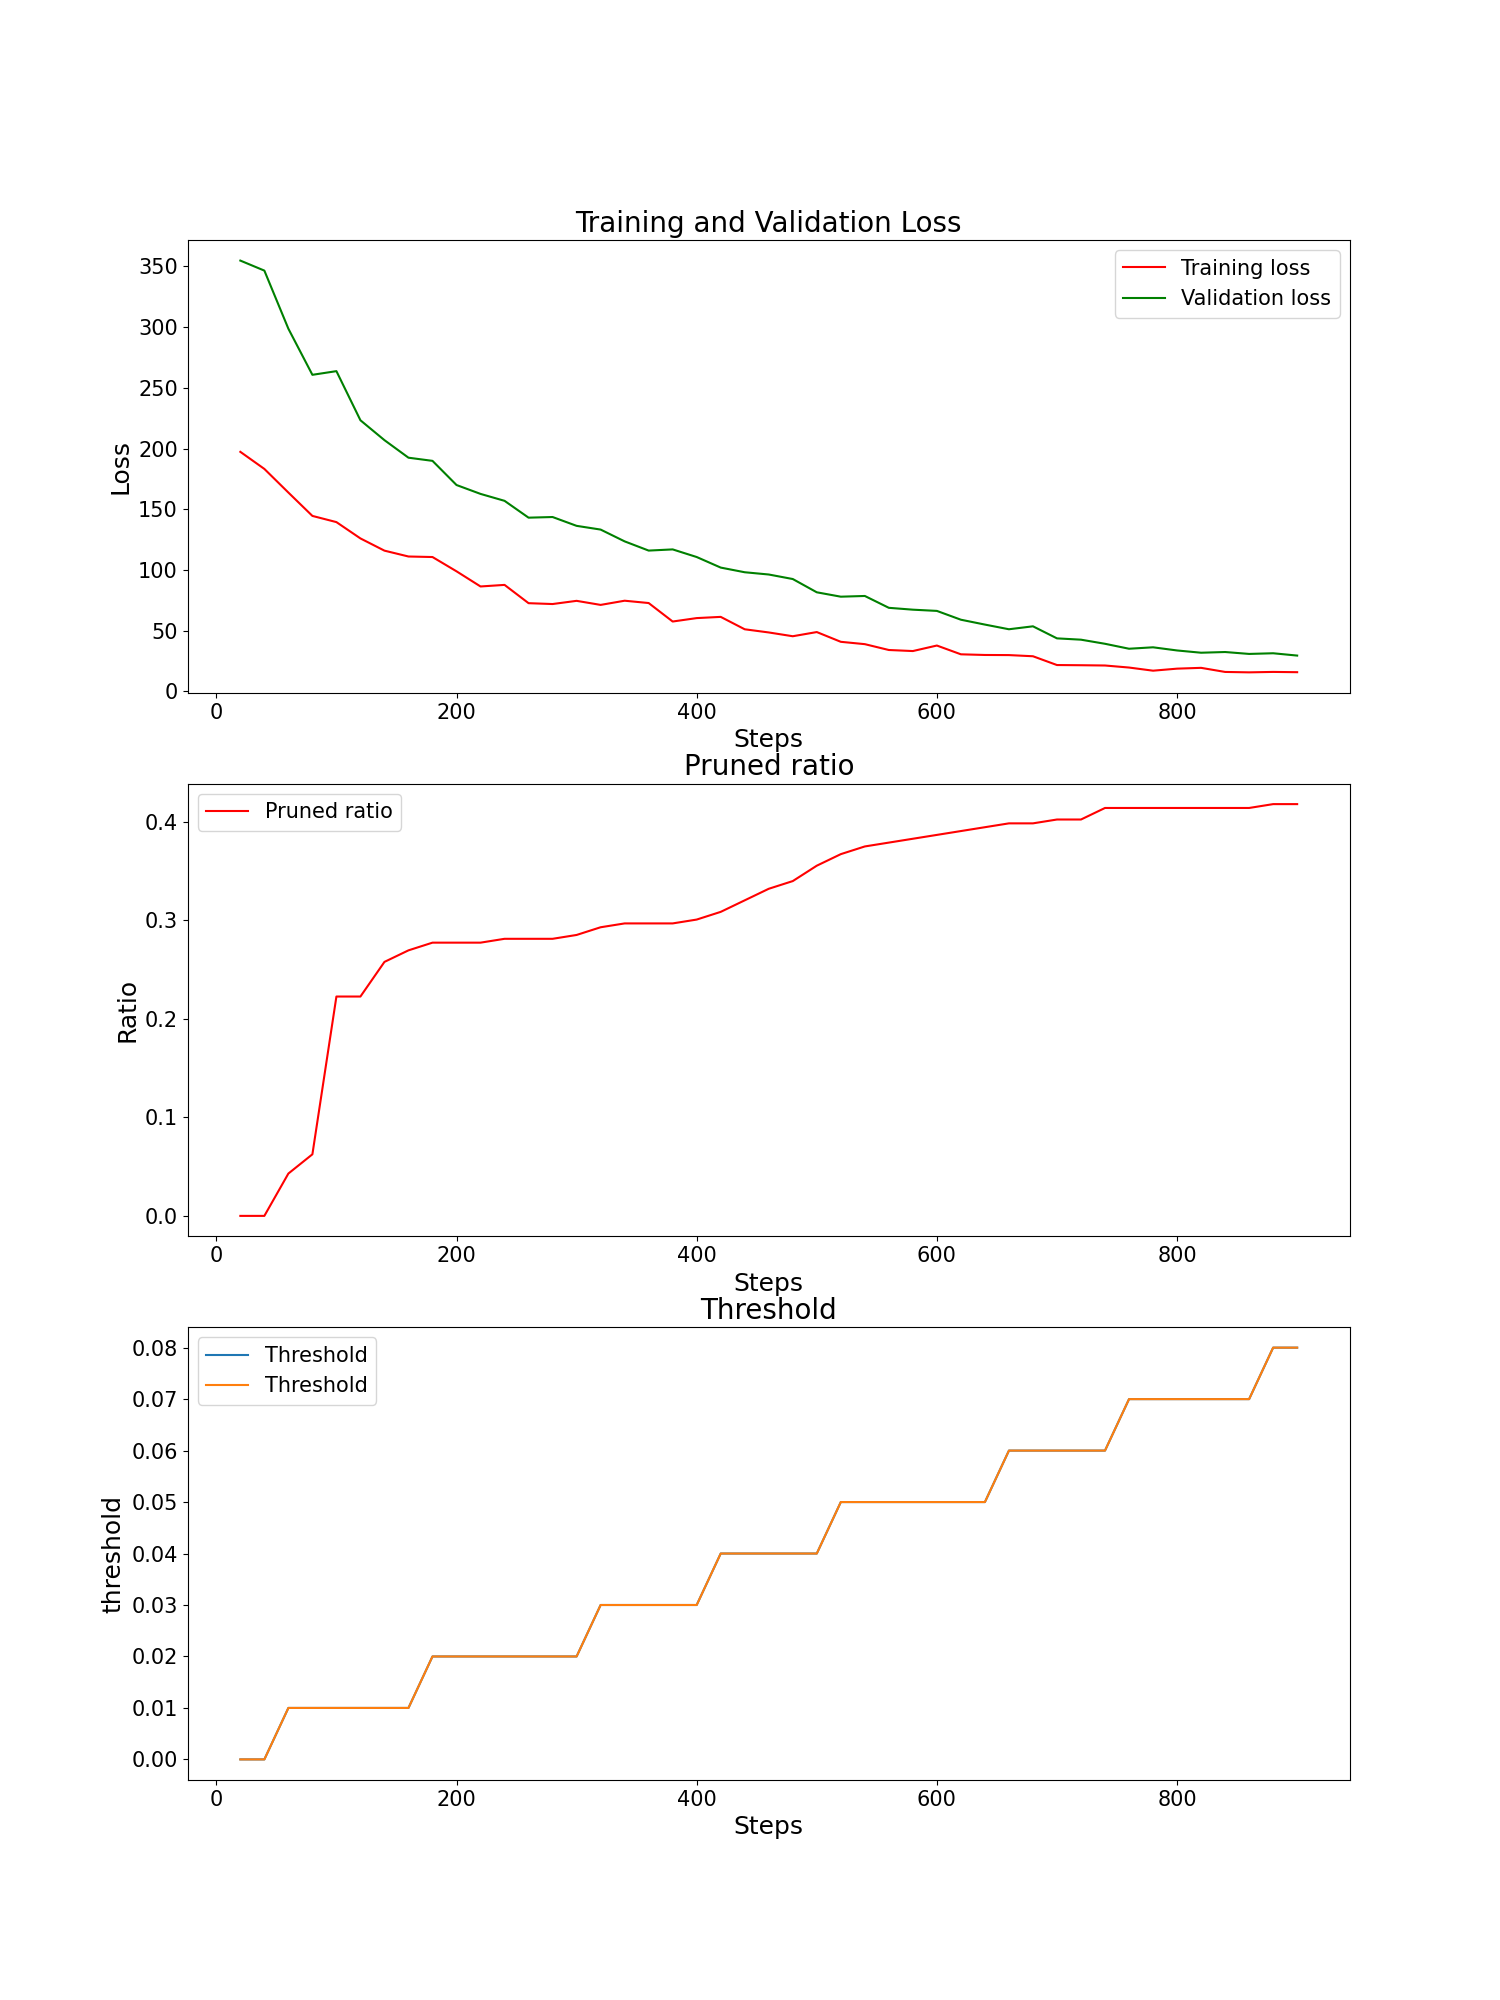 Training and Validation Loss
Training loss
Validation loss
350
300
250
200
150
100
50
0
Loss
0 200 400 600 800
Steps
Pruned ratio
Pruned ratio
0.4
0.3
0.2
0.1
0.0
Ratio
0 200 400 600 800
Steps
Threshold
Threshold
Threshold
0.08
0.07
0.06
0.05
0.04
0.03
0.02
0.01
0.00
threshold
0 200 400 600 800
Steps